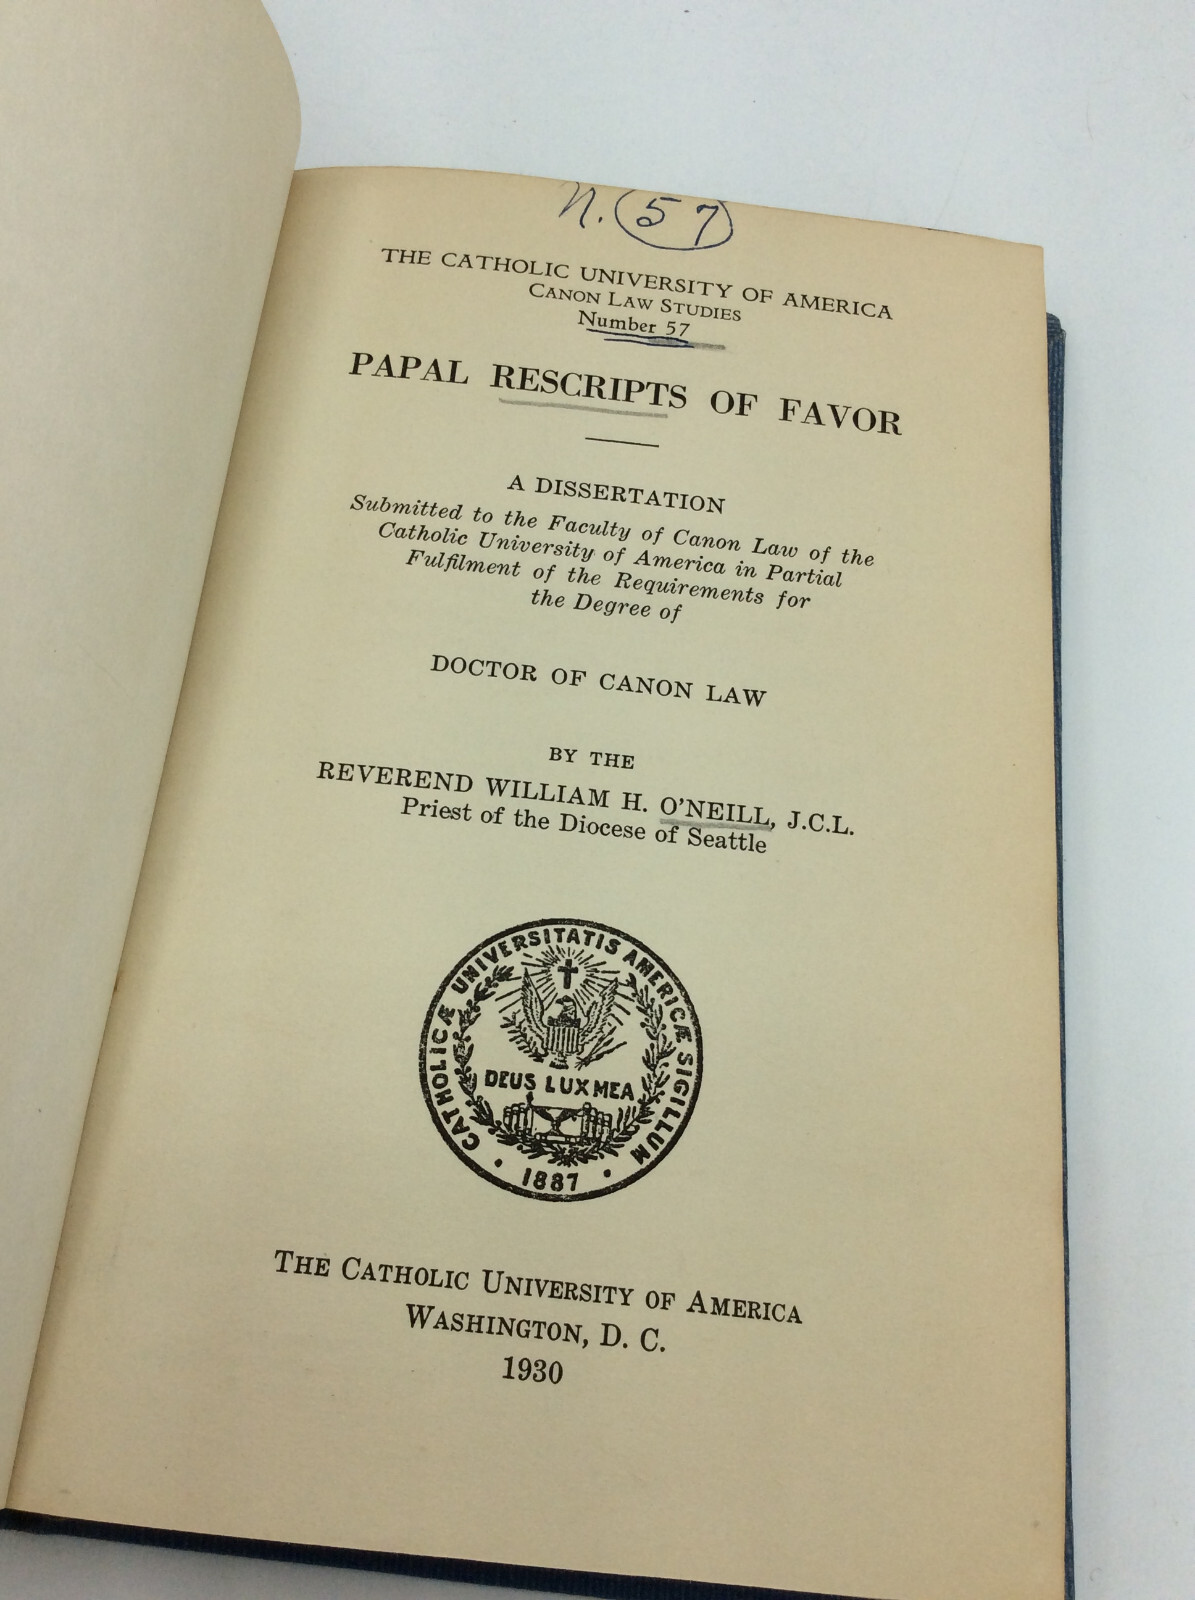 N. 57
THE CATHOLIC UNIVERSITY OF AMERICA
CANON LAW STUDIES
Number 57
PAPAL RESCRIPTS OF FAVOR
A DISSERTATION
Submitted to the Faculty of Canon Law of the
Catholic University of America in Partial
Fulfilment of the Requirements for
the Degree of
DOCTOR OF CANON LAW
BY THE
REVEREND WILLIAM H. O'NEILL, J.C.L.
Priest of the Diocese of Seattle
CATHOLICÆ UNIVERSITATIS AMERICÆ SIGILLUM
DEUS LUX MEA
• 1887 •
THE CATHOLIC UNIVERSITY OF AMERICA
WASHINGTON, D. C.
1930